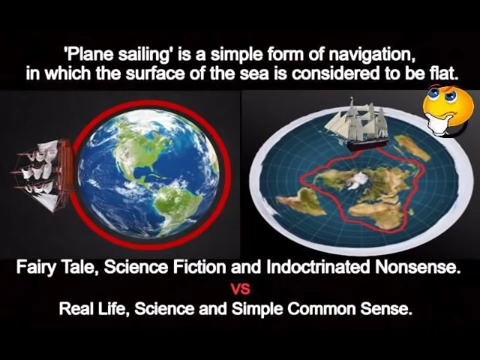 'Plane sailing' is a simple form of navigation,
in which the surface of the sea is considered to be flat.
Fairy Tale, Science Fiction and Indoctrinated Nonsense.
vs
Real Life, Science and Simple Common Sense.